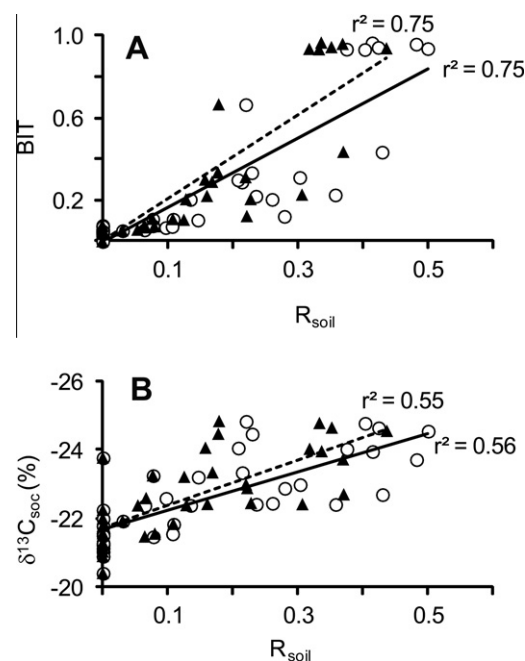 A
r² = 0.75
r² = 0.75
1.0
0.6
0.2
BIT
0.1
0.3
0.5
Rsoil
B
r² = 0.55
r² = 0.56
-26
-24
-22
-20
δ¹³Csoc (%)
0.1
0.3
0.5
Rsoil